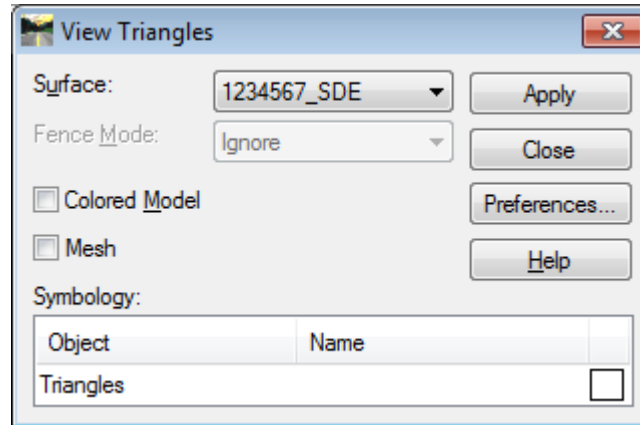 View Triangles
Surface: 1234567_SDE Apply
Fence Mode: Ignore Close
Colored Model Preferences...
Mesh Help
Symbology:
Object Name
Triangles